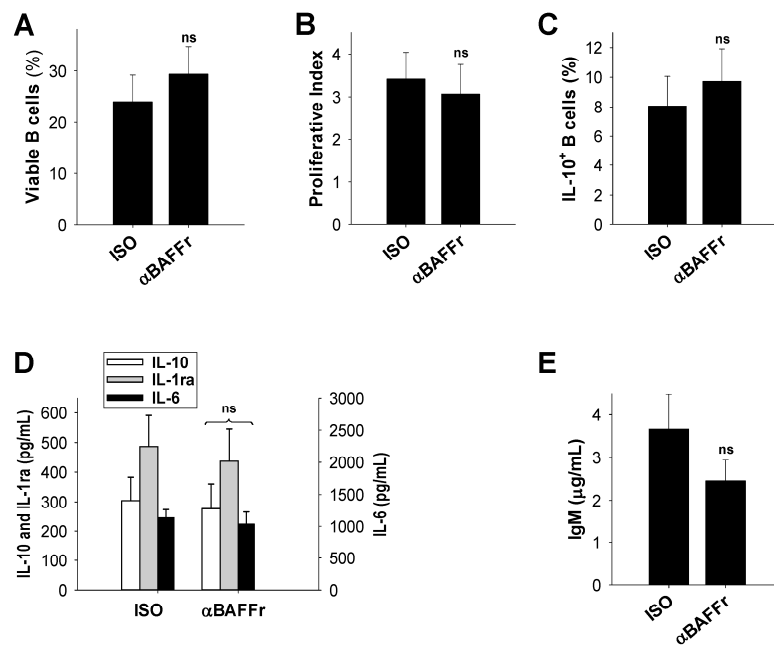 A
Viable B cells (%)
30
20
10
0
ns
ISO
αBAFFr
B
Proliferative Index
4
3
2
1
0
ns
ISO
αBAFFr
C
IL-10⁺ B cells (%)
12
10
8
6
4
2
0
ns
ISO
αBAFFr
D
IL-10
IL-1ra
IL-6
IL-10 and IL-1ra (pg/mL)
600
500
400
300
200
100
0
ns
3000
2500
2000
1500
1000
500
0
IL-6 (pg/mL)
ISO
αBAFFr
E
IgM (µg/mL)
4
3
2
1
0
ns
ISO
αBAFFr